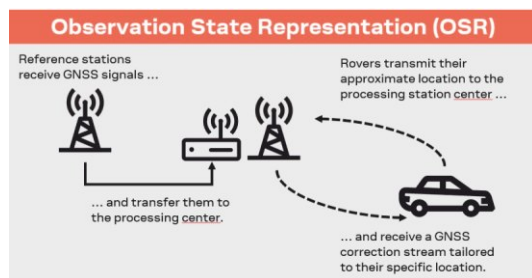 Observation State Representation (OSR)
Reference stations
receive GNSS signals ...
Rovers transmit their
approximate location to the
processing station center ...
... and transfer them to
the processing center.
... and receive a GNSS
correction stream tailored
to their specific location.